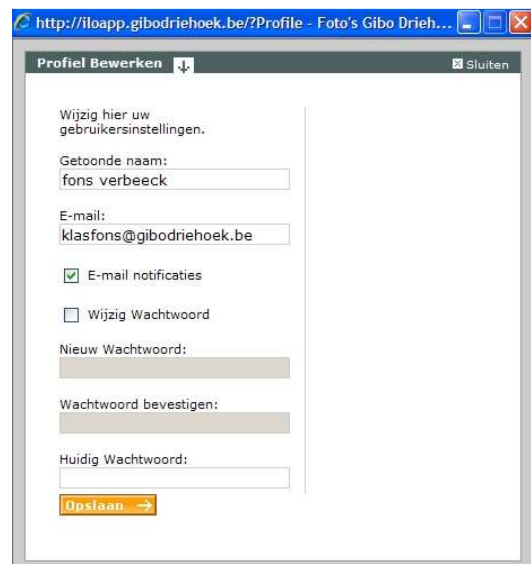 http://iloapp.gibodriehoek.be/?Profile - Foto's Gibo Drieh...
Profiel Bewerken
Sluiten
Wijzig hier uw
gebruikersinstellingen.
Getoonde naam:
fons verbeeck
E-mail:
klasfons@gibodriehoek.be
E-mail notificaties
Wijzig Wachtwoord
Nieuw Wachtwoord:
Wachtwoord bevestigen:
Huidig Wachtwoord:
Opslaan